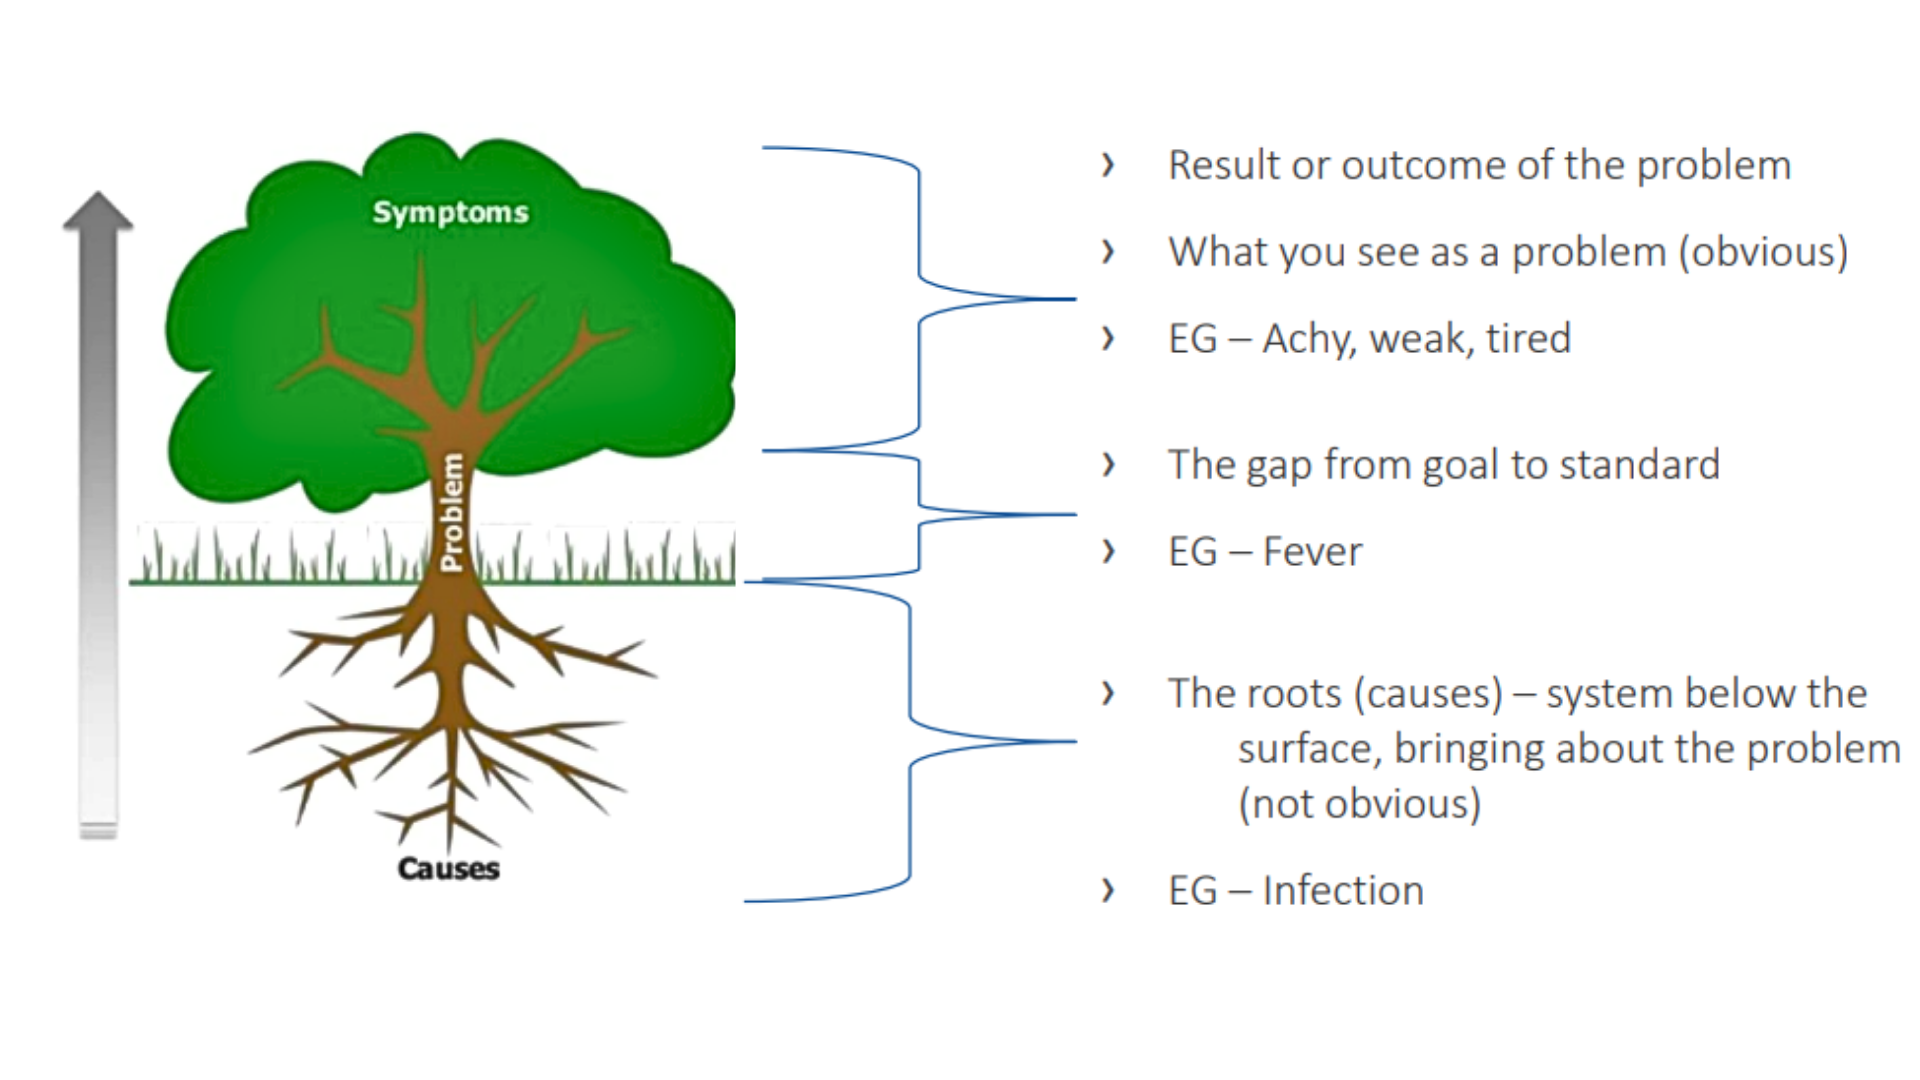 Symptoms
Problem
Causes
› Result or outcome of the problem
› What you see as a problem (obvious)
› EG – Achy, weak, tired
› The gap from goal to standard
› EG – Fever
› The roots (causes) – system below the
surface, bringing about the problem
(not obvious)
› EG – Infection